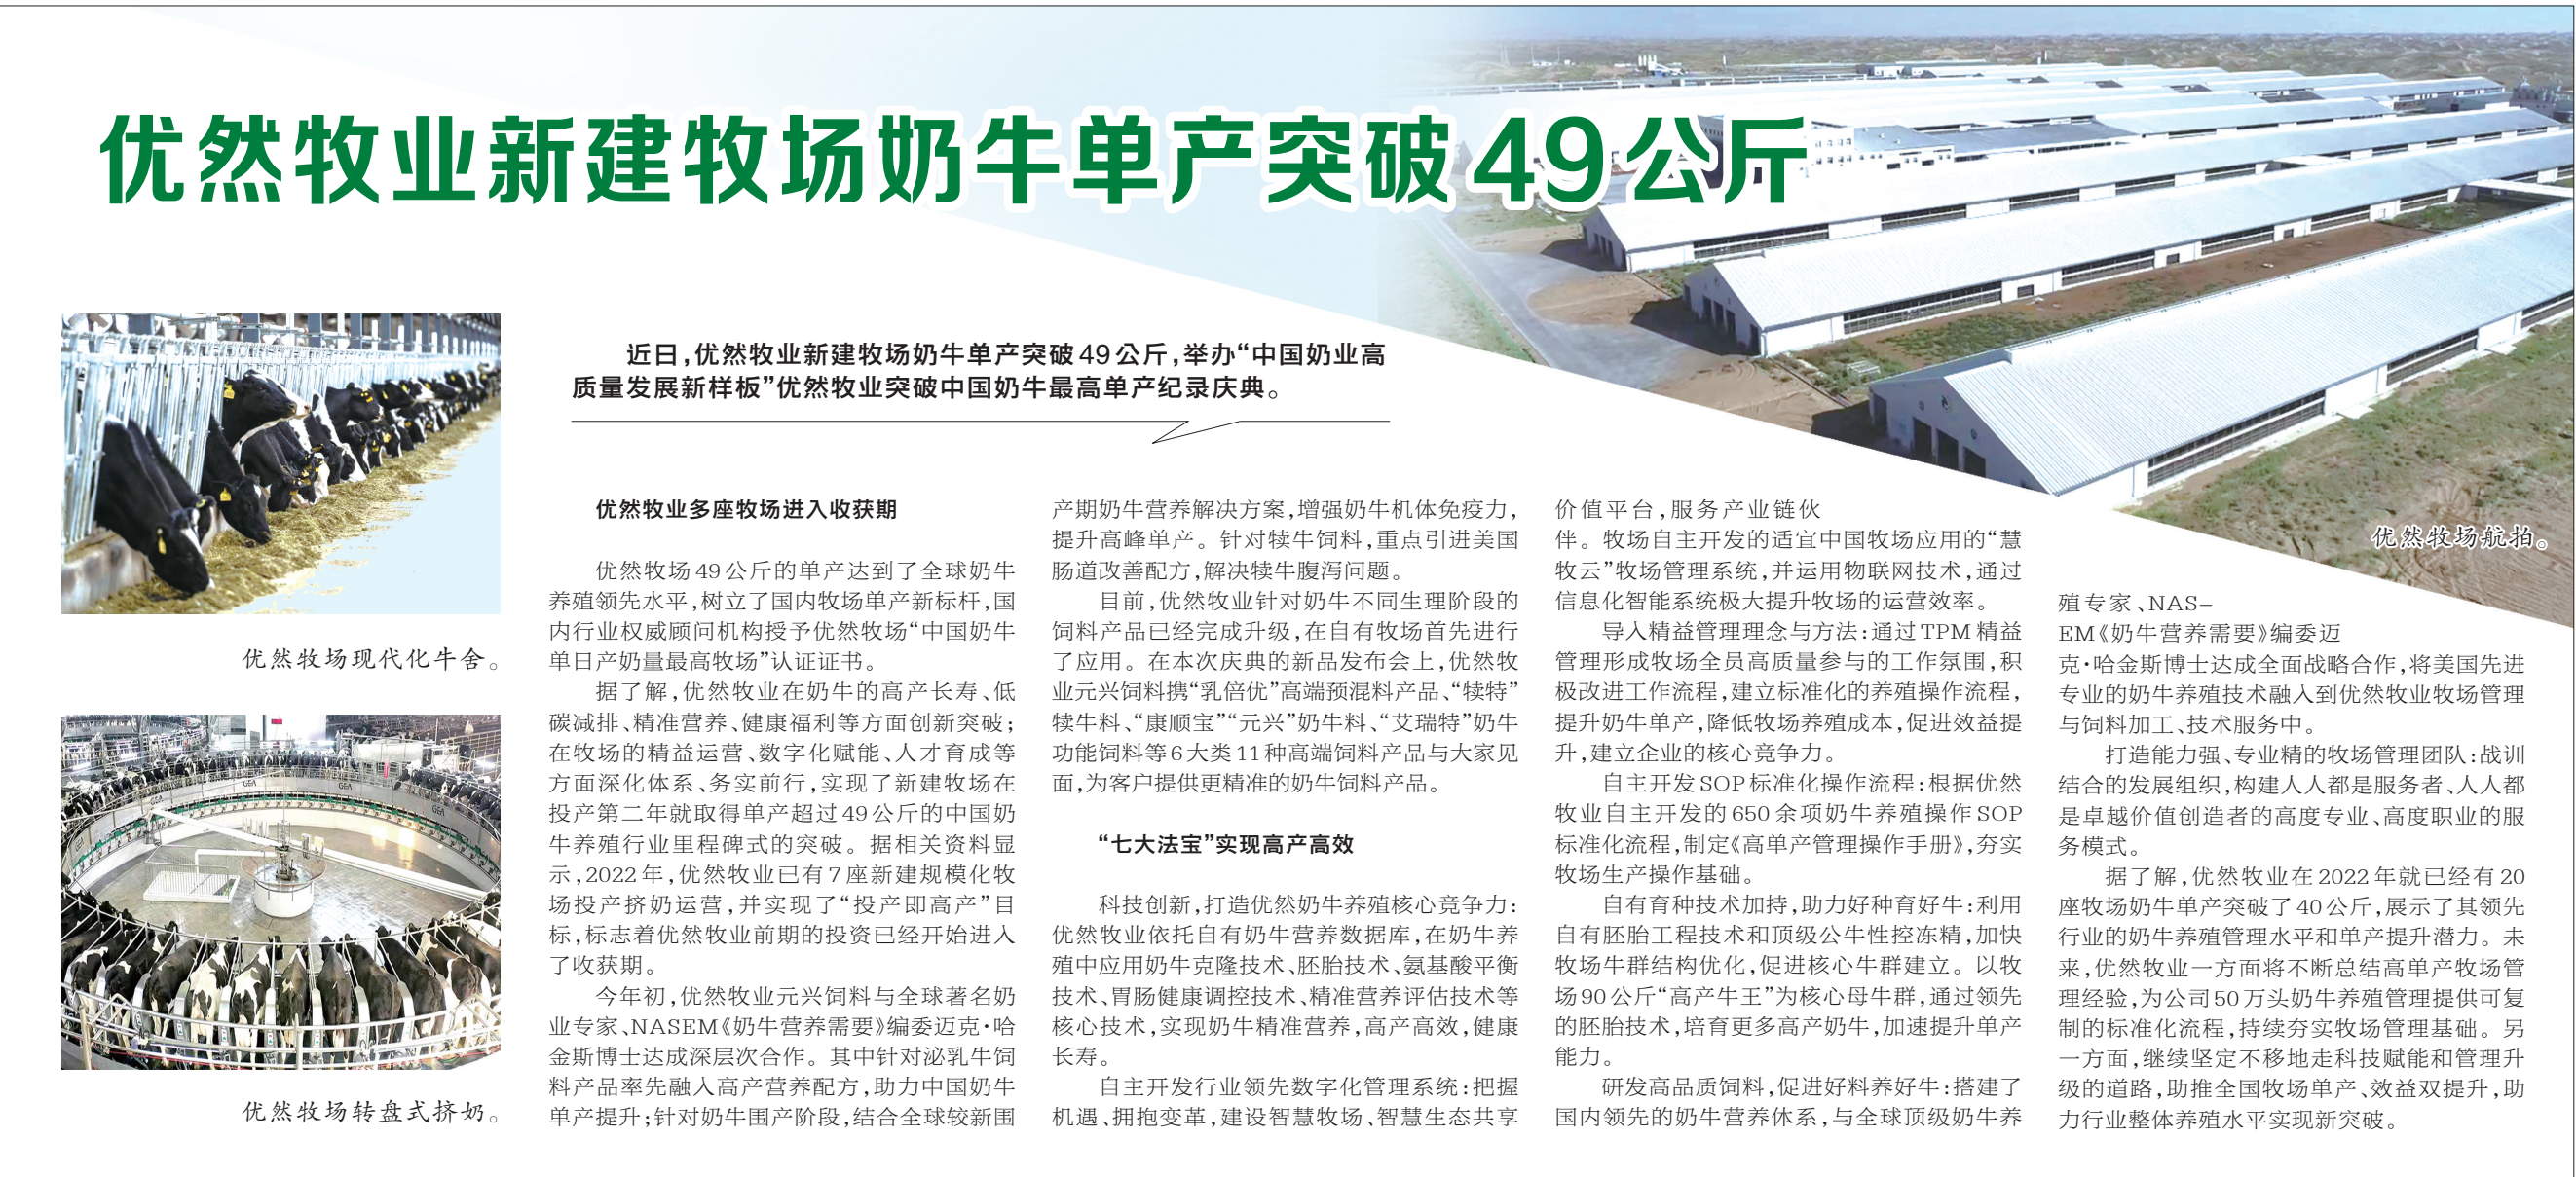 优然牧业新建牧场奶牛单产突破49公斤
近日，优然牧业新建牧场奶牛单产突破49公斤，举办“中国奶业高
质量发展新样板”优然牧业突破中国奶牛最高单产纪录庆典。
优然牧场航拍。
优然牧场现代化牛舍。
优然牧场转盘式挤奶。
优然牧业多座牧场进入收获期
优然牧场49公斤的单产达到了全球奶牛
养殖领先水平，树立了国内牧场单产新标杆，国
内行业权威顾问机构授予优然牧场“中国奶牛
单日产奶量最高牧场”认证证书。
据了解，优然牧业在奶牛的高产长寿、低
碳减排、精准营养、健康福利等方面创新突破；
在牧场的精益运营、数字化赋能、人才育成等
方面深化体系、务实前行，实现了新建牧场在
投产第二年就取得单产超过49公斤的中国奶
牛养殖行业里程碑式的突破。据相关资料显
示，2022年，优然牧业已有7座新建规模化牧
场投产挤奶运营，并实现了“投产即高产”目
标，标志着优然牧业前期的投资已经开始进入
了收获期。
今年初，优然牧业元兴饲料与全球著名奶
业专家、NASEM《奶牛营养需要》编委迈克·哈
金斯博士达成深层次合作。其中针对泌乳牛饲
料产品率先融入高产营养配方，助力中国奶牛
单产提升；针对奶牛围产阶段，结合全球较新围
产期奶牛营养解决方案，增强奶牛机体免疫力，
提升高峰单产。针对犊牛饲料，重点引进美国
肠道改善配方，解决犊牛腹泻问题。
目前，优然牧业针对奶牛不同生理阶段的
饲料产品已经完成升级，在自有牧场首先进行
了应用。在本次庆典的新品发布会上，优然牧
业元兴饲料携“乳倍优”高端预混料产品、“犊特”
犊牛料、“康顺宝”“元兴”奶牛料、“艾瑞特”奶牛
功能饲料等6大类11种高端饲料产品与大家见
面，为客户提供更精准的奶牛饲料产品。
“七大法宝”实现高产高效
科技创新，打造优然奶牛养殖核心竞争力：
优然牧业依托自有奶牛营养数据库，在奶牛养
殖中应用奶牛克隆技术、胚胎技术、氨基酸平衡
技术、胃肠健康调控技术、精准营养评估技术等
核心技术，实现奶牛精准营养，高产高效，健康
长寿。
自主开发行业领先数字化管理系统：把握
机遇、拥抱变革，建设智慧牧场、智慧生态共享
价值平台，服务产业链伙
伴。牧场自主开发的适宜中国牧场应用的“慧
牧云”牧场管理系统，并运用物联网技术，通过
信息化智能系统极大提升牧场的运营效率。
导入精益管理理念与方法：通过TPM精益
管理形成牧场全员高质量参与的工作氛围，积
极改进工作流程，建立标准化的养殖操作流程，
提升奶牛单产，降低牧场养殖成本，促进效益提
升，建立企业的核心竞争力。
自主开发SOP标准化操作流程：根据优然
牧业自主开发的650余项奶牛养殖操作SOP
标准化流程，制定《高单产管理操作手册》，夯实
牧场生产操作基础。
自有育种技术加持，助力好种育好牛：利用
自有胚胎工程技术和顶级公牛性控冻精，加快
牧场牛群结构优化，促进核心牛群建立。以牧
场90公斤“高产牛王”为核心母牛群，通过领先
的胚胎技术，培育更多高产奶牛，加速提升单产
能力。
研发高品质饲料，促进好料养好牛：搭建了
国内领先的奶牛营养体系，与全球顶级奶牛养
殖专家、NAS-
EM《奶牛营养需要》编委迈
克·哈金斯博士达成全面战略合作，将美国先进
专业的奶牛养殖技术融入到优然牧业牧场管理
与饲料加工、技术服务中。
打造能力强、专业精的牧场管理团队：战训
结合的发展组织，构建人人都是服务者、人人都
是卓越价值创造者的高度专业、高度职业的服
务模式。
据了解，优然牧业在2022年就已经有20
座牧场奶牛单产突破了40公斤，展示了其领先
行业的奶牛养殖管理水平和单产提升潜力。未
来，优然牧业一方面将不断总结高单产牧场管
理经验，为公司50万头奶牛养殖管理提供可复
制的标准化流程，持续夯实牧场管理基础。另
一方面，继续坚定不移地走科技赋能和管理升
级的道路，助推全国牧场单产、效益双提升，助
力行业整体养殖水平实现新突破。
GEA
GEA
GEA